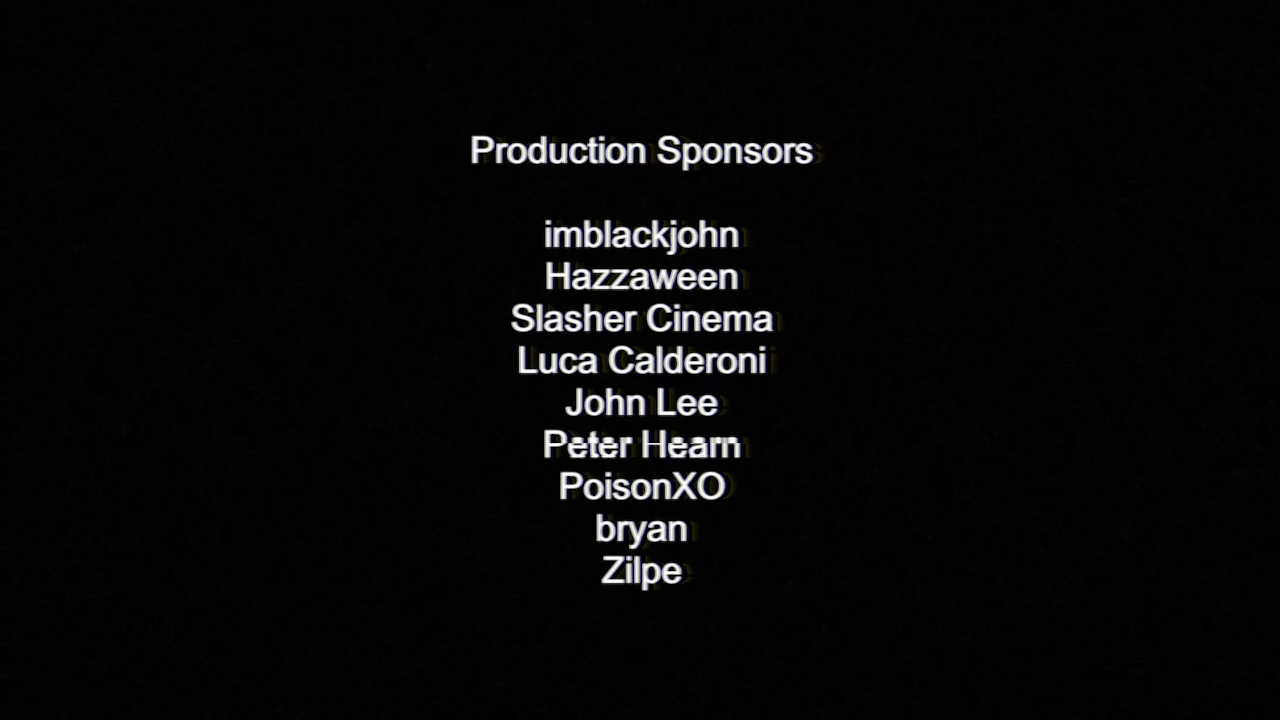 Production Sponsors
imblackjohn
Hazzaween
Slasher Cinema
Luca Calderoni
John Lee
Peter Hearn
PoisonXO
bryan
Zilpe